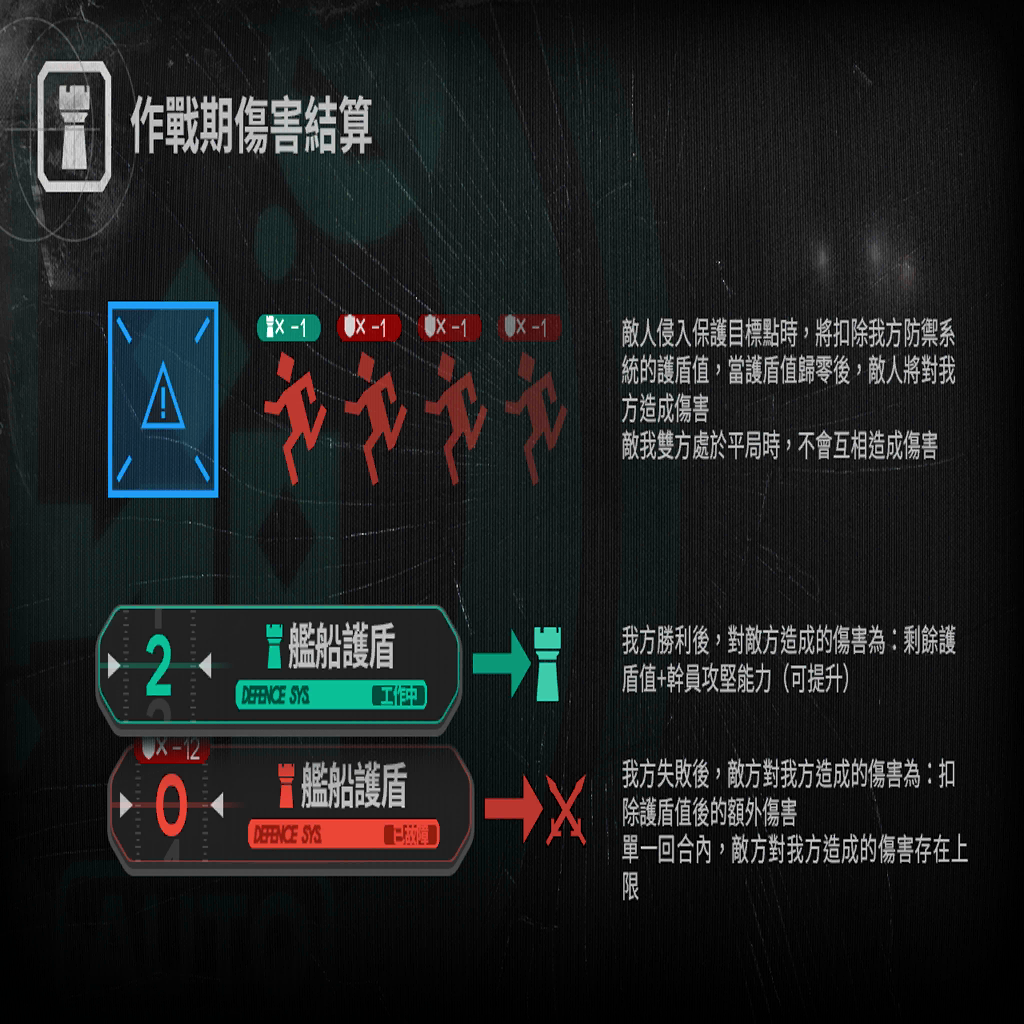 作戰期傷害結算
× -1
× -1
× -1
× -1
敵人侵入保護目標點時，將扣除我方防禦系
統的護盾值，當護盾值歸零後，敵人將對我
方造成傷害
敵我雙方處於平局時，不會互相造成傷害
2
艦船護盾
DEFENCE SYS.
工作中
我方勝利後，對敵方造成的傷害為：剩餘護
盾值+幹員攻堅能力（可提升）
× -12
0
艦船護盾
DEFENCE SYS.
已故障
我方失敗後，敵方對我方造成的傷害為：扣
除護盾值後的額外傷害
單一回合內，敵方對我方造成的傷害存在上
限